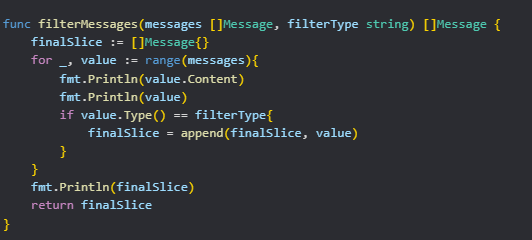 func filterMessages(messages []Message, filterType string) []Message {
    finalSlice := []Message{}
    for _, value := range(messages){
        fmt.Println(value.Content)
        fmt.Println(value)
        if value.Type() == filterType{
            finalSlice = append(finalSlice, value)
        }
    }
    fmt.Println(finalSlice)
    return finalSlice
}